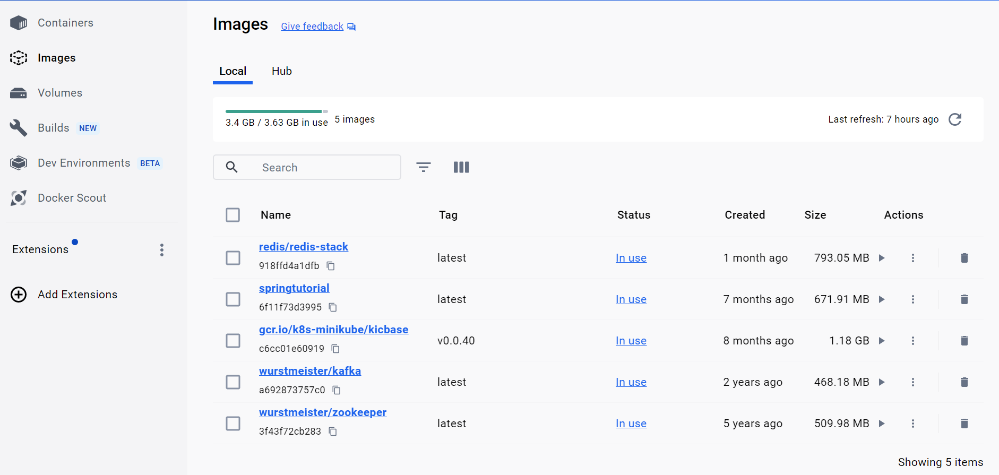 Containers
Images
Volumes
Builds NEW
Dev Environments BETA
Docker Scout
Extensions
Add Extensions
Images Give feedback
Local Hub
3.4 GB / 3.63 GB in use 5 images Last refresh: 7 hours ago
Search
Name Tag Status Created Size Actions
redis/redis-stack
918ffd4a1dfb latest In use 1 month ago 793.05 MB
springtutorial
6f11f73d3995 latest In use 7 months ago 671.91 MB
gcr.io/k8s-minikube/kicbase
c6cc01e60919 v0.0.40 In use 8 months ago 1.18 GB
wurstmeister/kafka
a692873757c0 latest In use 2 years ago 468.18 MB
wurstmeister/zookeeper
3f43f72cb283 latest In use 5 years ago 509.98 MB
Showing 5 items